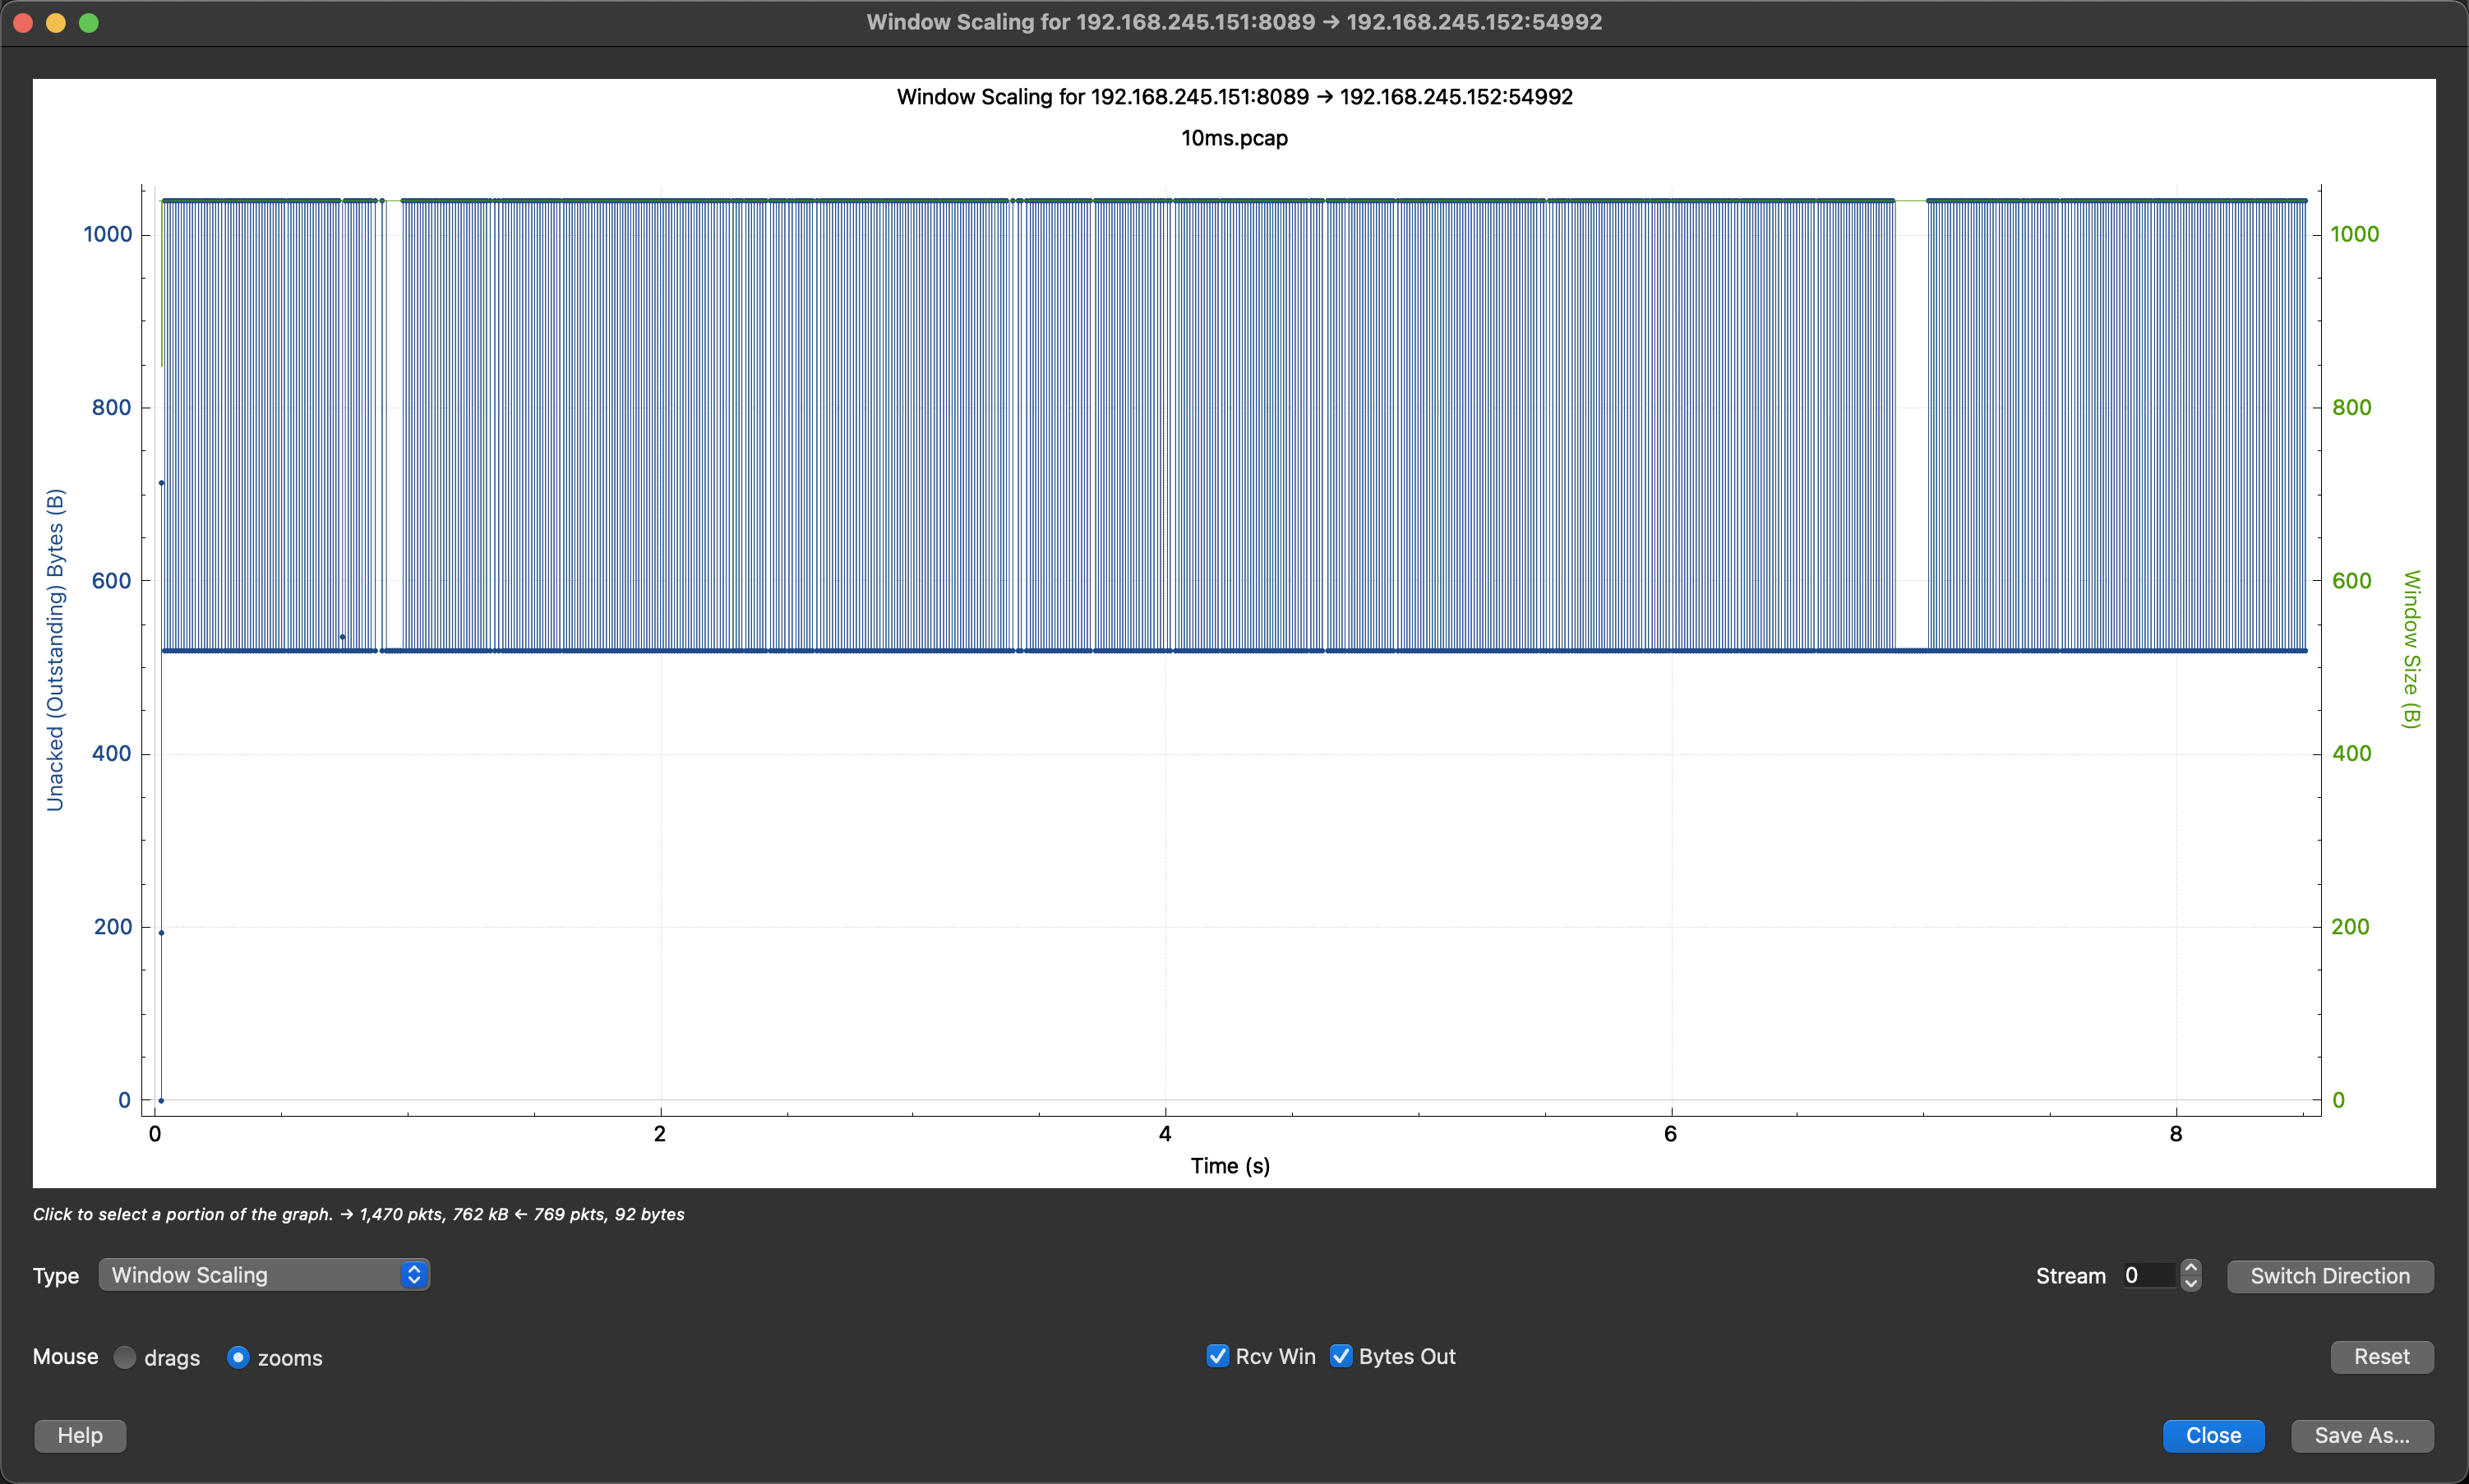 Window Scaling for 192.168.245.151:8089 → 192.168.245.152:54992
Window Scaling for 192.168.245.151:8089 → 192.168.245.152:54992
10ms.pcap
Unacked (Outstanding) Bytes (B)
1000
800
600
400
200
0
1000
800
600
400
200
0
Window Size (B)
0 2 4 6 8
Time (s)
Click to select a portion of the graph. → 1,470 pkts, 762 kB ← 769 pkts, 92 bytes
Type Window Scaling Stream 0 Switch Direction
Mouse drags zooms Rcv Win Bytes Out Reset
Help Close Save As...